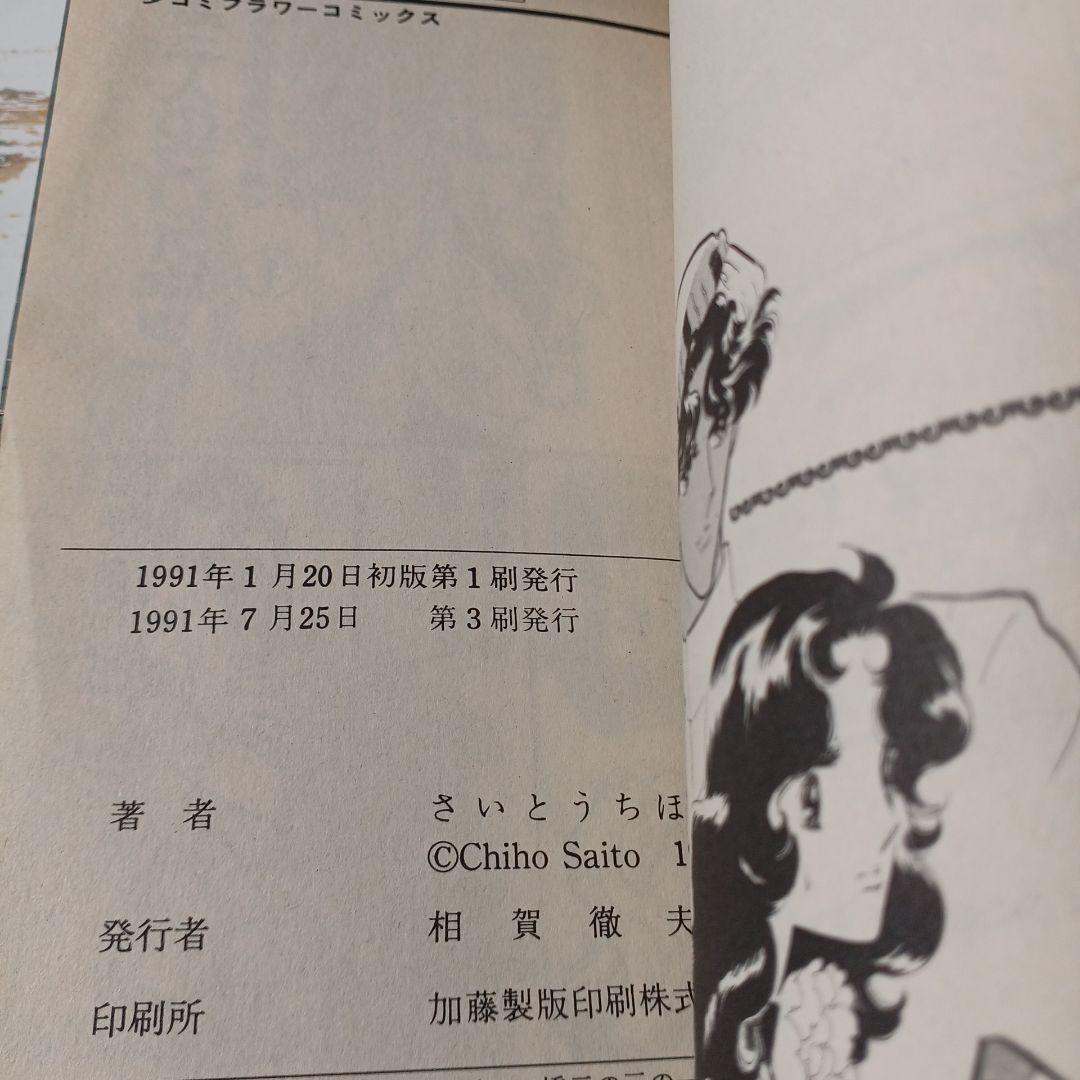 コミフラワーコミックス
1991年1月20日初版第1刷発行
1991年7月25日 第3刷発行
著者 さいとうちほ
©Chiho Saito
発行者 相賀徹夫
印刷所 加藤製版印刷株式